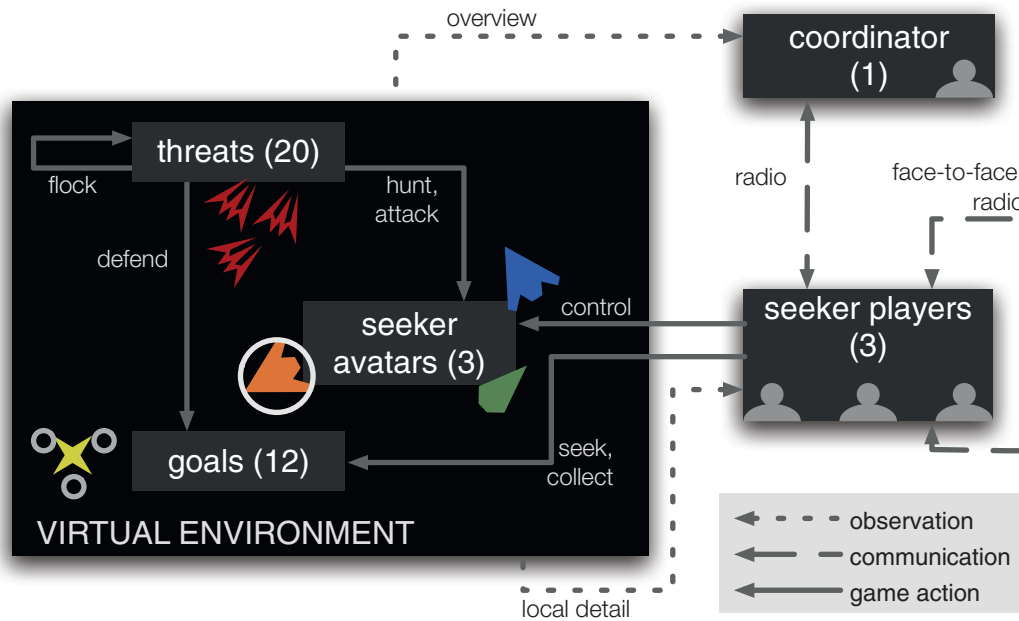 overview
coordinator
(1)
threats (20)
flock
hunt,
attack
radio
face-to-face
radio
defend
seeker players
(3)
control
seeker
avatars (3)
seek,
collect
goals (12)
VIRTUAL ENVIRONMENT
observation
communication
game action
local detail